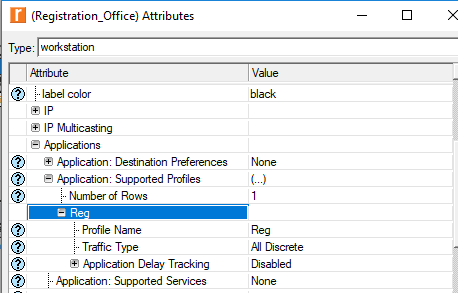 r (Registration_Office) Attributes
Type: workstation
Attribute Value
? label color black
IP
IP Multicasting
Applications
? Application: Destination Preferences None
? Application: Supported Profiles (...)
? Number of Rows 1
Reg
? Profile Name Reg
? Traffic Type All Discrete
? Application Delay Tracking Disabled
? Application: Supported Services None